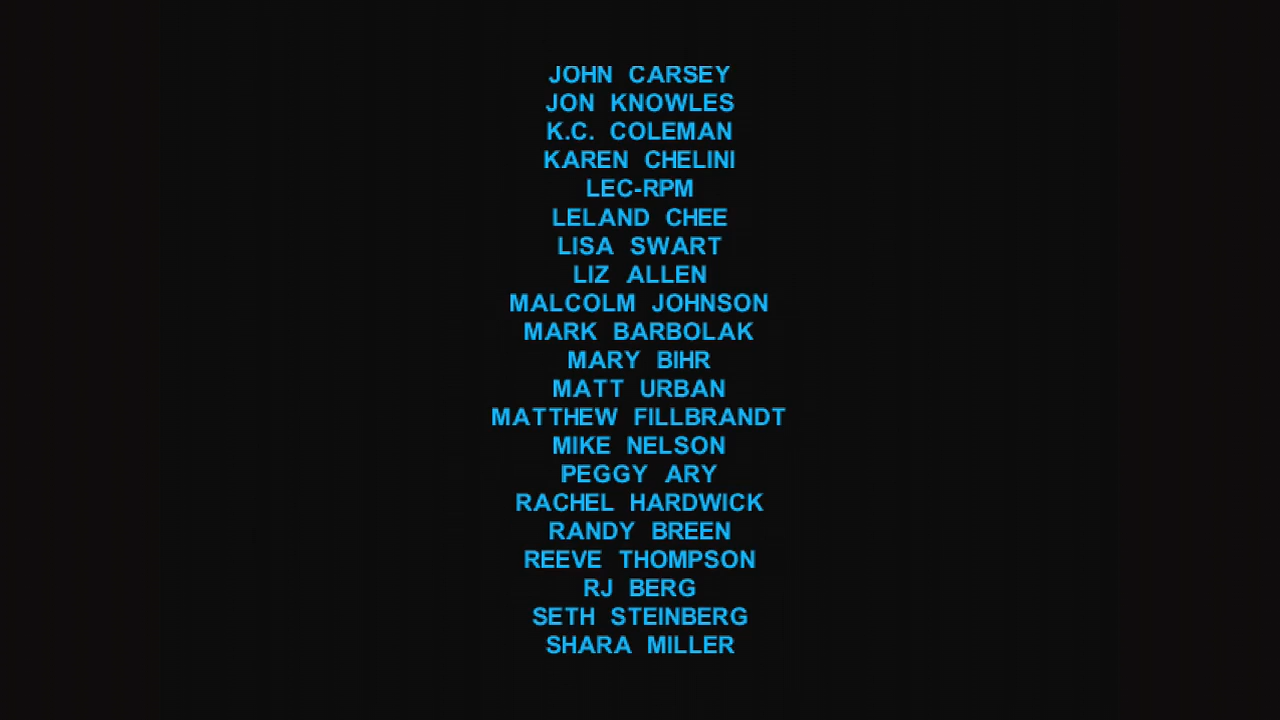 JOHN CARSEY
JON KNOWLES
K.C. COLEMAN
KAREN CHELINI
LEC-RPM
LELAND CHEE
LISA SWART
LIZ ALLEN
MALCOLM JOHNSON
MARK BARBOLAK
MARY BIHR
MATT URBAN
MATTHEW FILLBRANDT
MIKE NELSON
PEGGY ARY
RACHEL HARDWICK
RANDY BREEN
REEVE THOMPSON
RJ BERG
SETH STEINBERG
SHARA MILLER